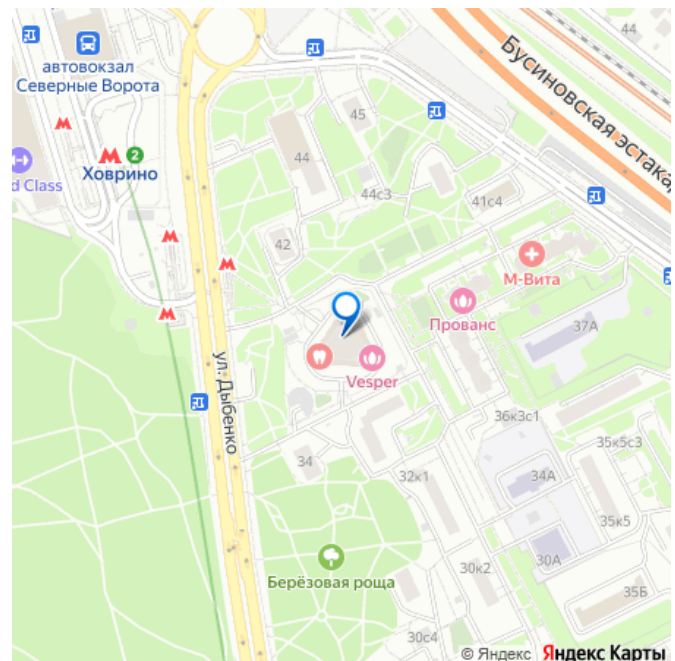 44
автовокзал
Северные Ворота
Бусиновская эстака
45
2
Ховрино
d Class
44
44с3
41с4
42
М-Вита
Прованс
37А
ул. Дыбенко
Vesper
36к3с1
34
32к1
34А
35к5с3
35к5
30А
30к2
Берёзовая роща
35Б
30с4
© Яндекс Яндекс Карты